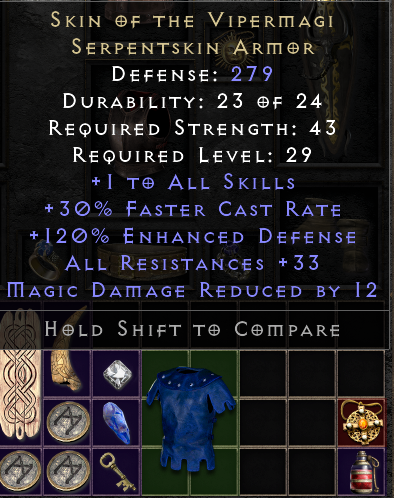 Skin of the Vipermagi
Serpentskin Armor
Defense: 279
Durability: 23 of 24
Required Strength: 43
Required Level: 29
+1 to All Skills
+30% Faster Cast Rate
+120% Enhanced Defense
All Resistances +33
Magic Damage Reduced by 12
Hold Shift to Compare